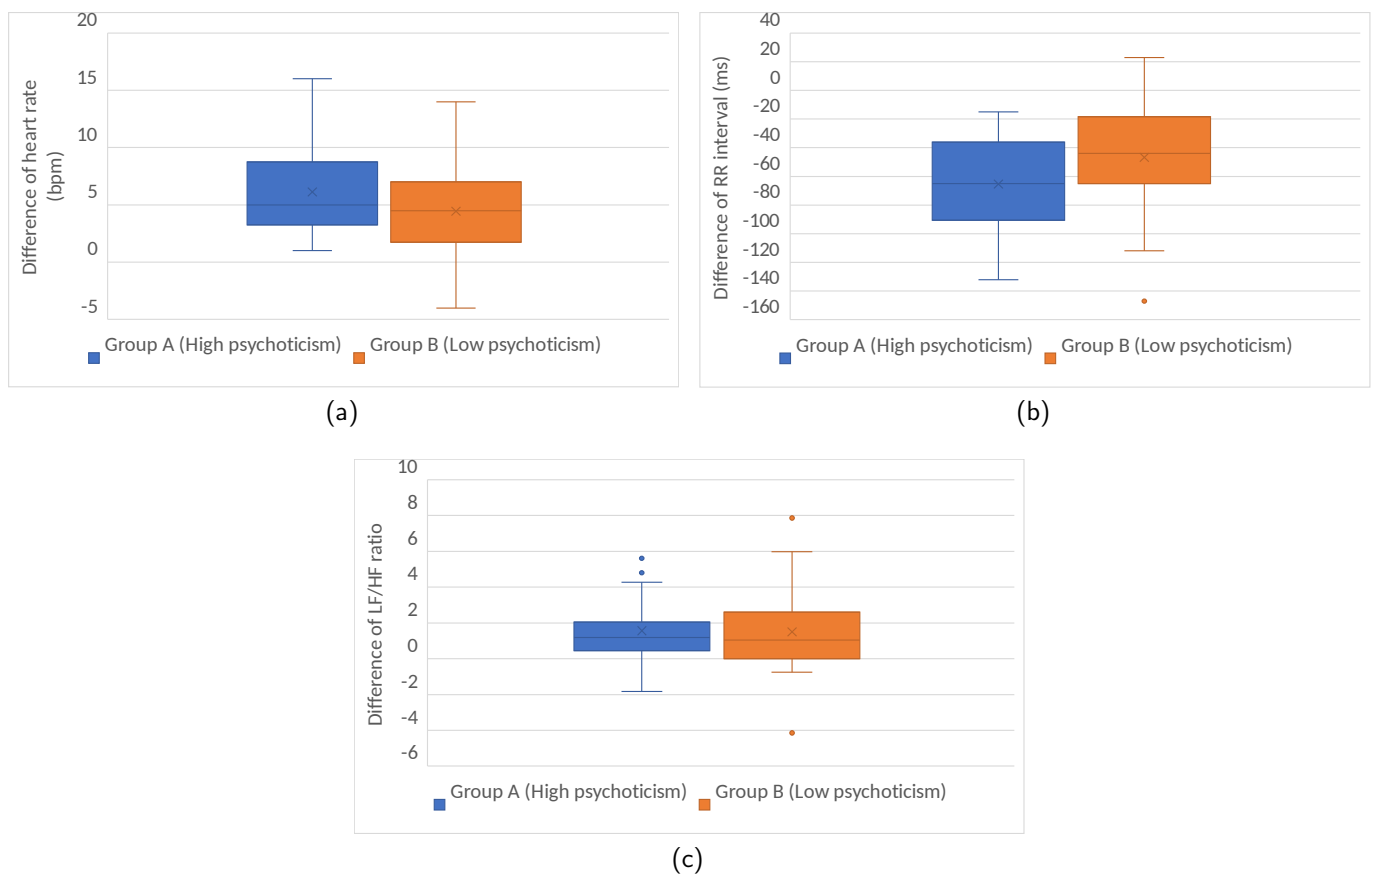 20
15
10
5
0
-5
Difference of heart rate
(bpm)
Group A (High psychoticism) Group B (Low psychoticism)
(a)
40
20
0
-20
-40
-60
-80
-100
-120
-140
-160
Difference of RR interval (ms)
Group A (High psychoticism) Group B (Low psychoticism)
(b)
10
8
6
4
2
0
-2
-4
-6
Difference of LF/HF ratio
Group A (High psychoticism) Group B (Low psychoticism)
(c)